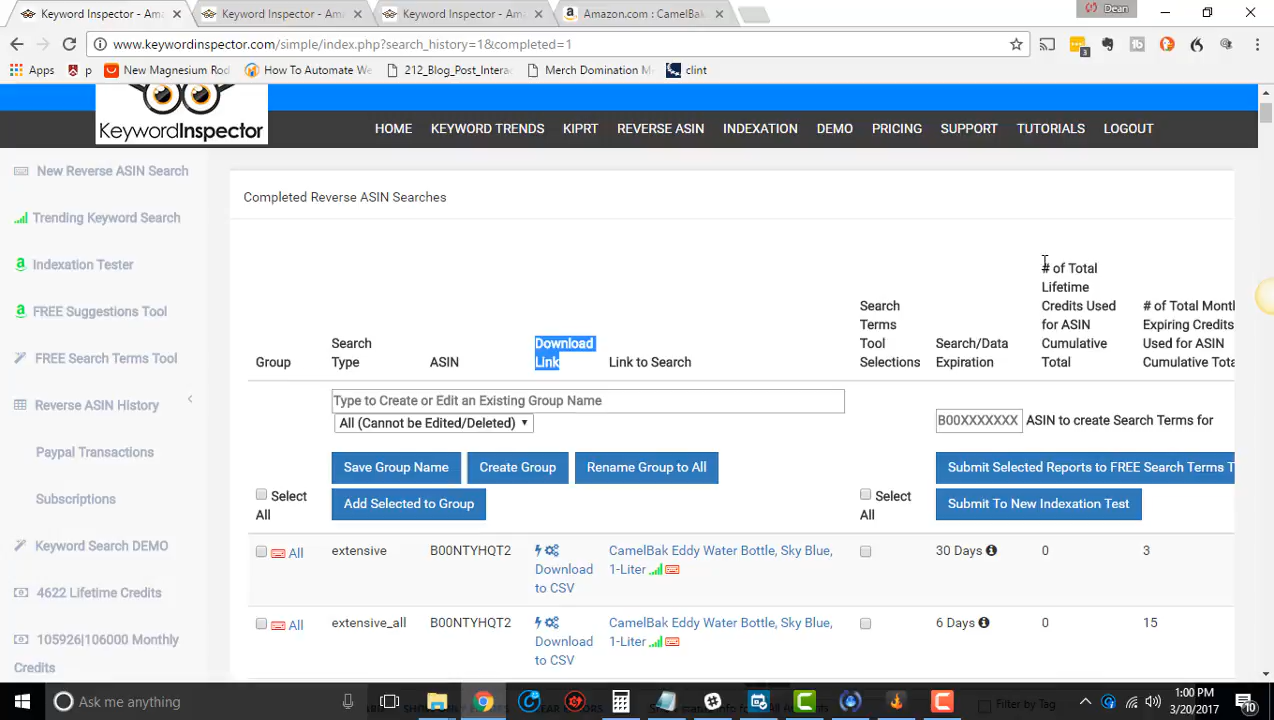 Keyword Inspector - Ama
Keyword Inspector - Ama
Keyword Inspector - Ama
Amazon.com : CamelBak
Dean
www.keywordinspector.com/simple/index.php?search_history=1&completed=1
Apps
p
New Magnesium Rod
How To Automate We
212_Blog_Post_Intera
Merch Domination M
clint
KeywordInspector
HOME
KEYWORD TRENDS
KIPRT
REVERSE ASIN
INDEXATION
DEMO
PRICING
SUPPORT
TUTORIALS
LOGOUT
New Reverse ASIN Search
Trending Keyword Search
Indexation Tester
FREE Suggestions Tool
FREE Search Terms Tool
Reverse ASIN History
Paypal Transactions
Subscriptions
Keyword Search DEMO
4622 Lifetime Credits
105926|106000 Monthly
Credits
Completed Reverse ASIN Searches
Group
Search
Type
ASIN
Download
Link
Link to Search
Search
Terms
Tool
Selections
Search/Data
Expiration
# of Total
Lifetime
Credits Used
for ASIN
Cumulative
Total
# of Total Month
Expiring Credits
Used for ASIN
Cumulative Tota
Type to Create or Edit an Existing Group Name
All (Cannot be Edited/Deleted)
B00XXXXXXX
ASIN to create Search Terms for
Save Group Name
Create Group
Rename Group to All
Submit Selected Reports to FREE Search Terms T
Select
All
Add Selected to Group
Select
All
Submit To New Indexation Test
All
extensive
B00NTYHQT2
Download
to CSV
CamelBak Eddy Water Bottle, Sky Blue,
1-Liter
30 Days
0
3
All
extensive_all
B00NTYHQT2
Download
to CSV
CamelBak Eddy Water Bottle, Sky Blue,
1-Liter
6 Days
0
15
Ask me anything
Filter by Tag
1:00 PM
3/20/2017
10
3